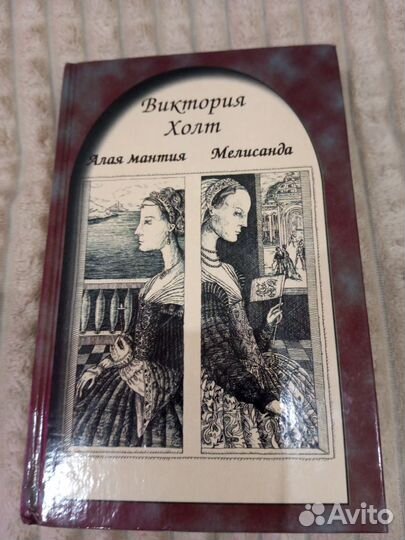 Виктория
Холт
Алая мантия Мелисанда
Avito